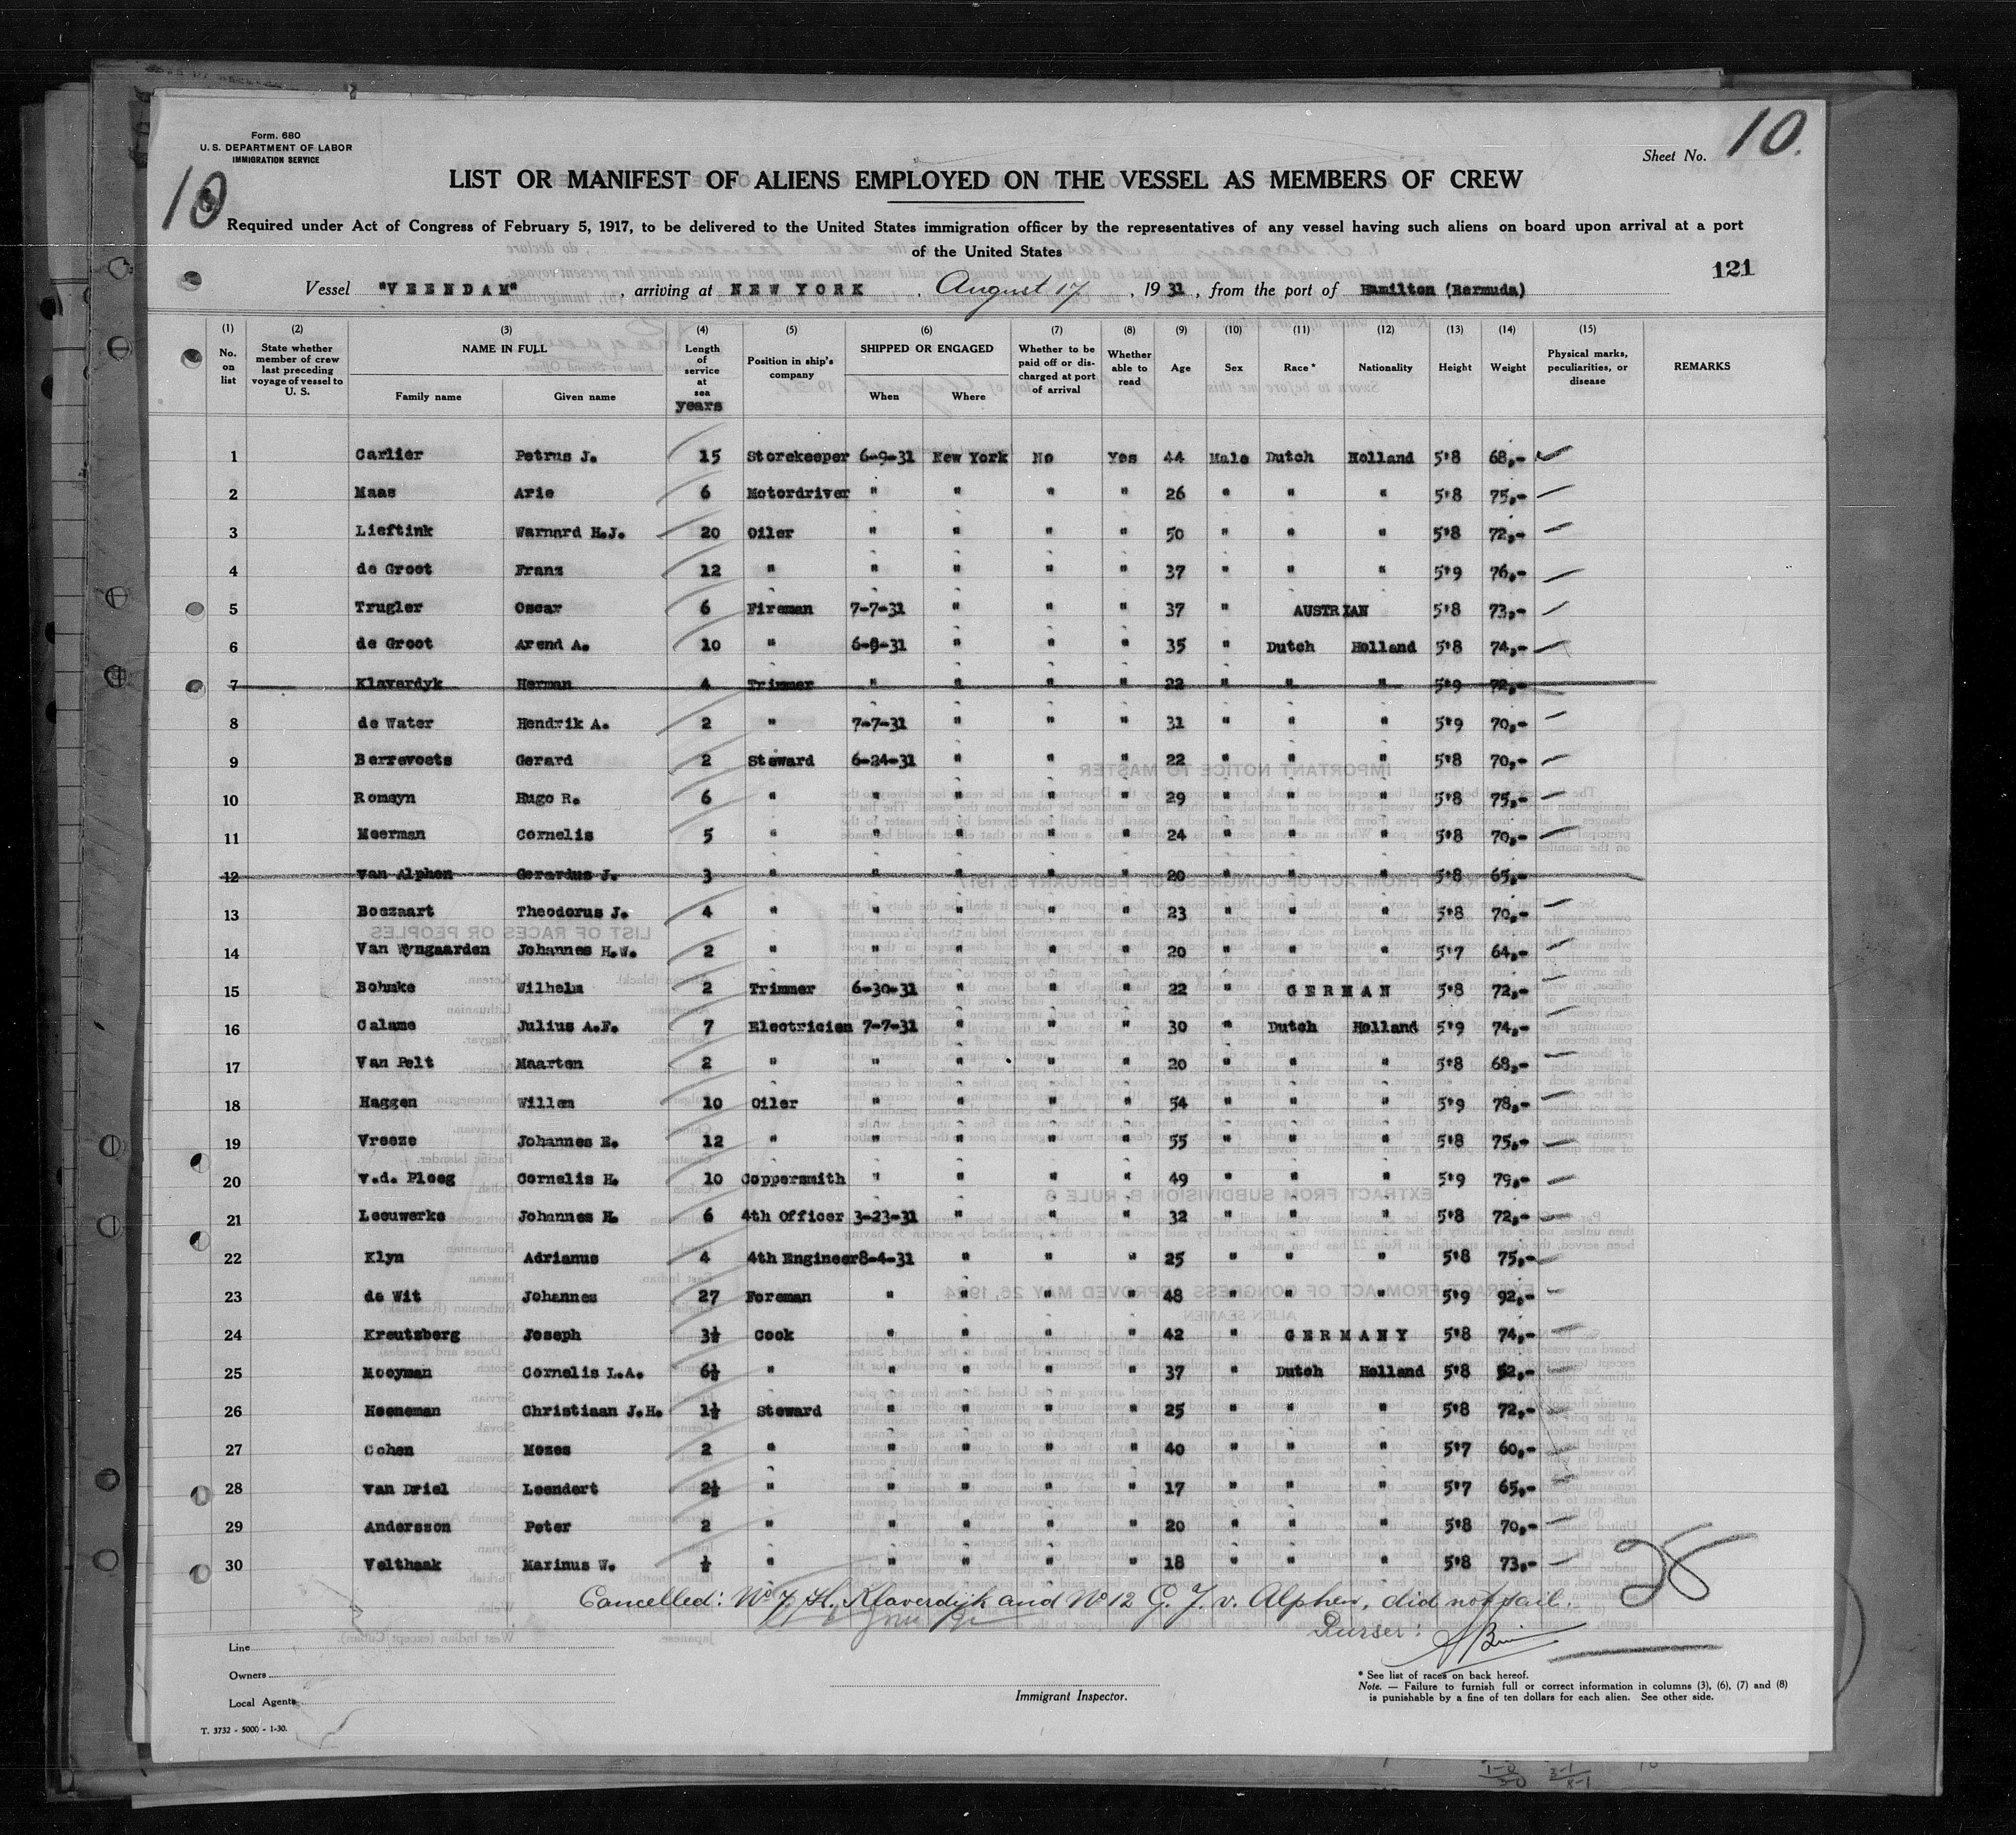 Form. 680
U. S. DEPARTMENT OF LABOR
IMMIGRATION SERVICE
10
Sheet No. 10.
LIST OR MANIFEST OF ALIENS EMPLOYED ON THE VESSEL AS MEMBERS OF CREW
Required under Act of Congress of February 5, 1917, to be delivered to the United States immigration officer by the representatives of any vessel having such aliens on board upon arrival at a port
of the United States
121
Vessel "VEENDAM", arriving at NEW YORK, August 17, 1931, from the port of Hamilton (Bermuda)
(1) (2) (3) (4) (5) (6) (7) (8) (9) (10) (11) (12) (13) (14) (15)
No. on list | State whether member of crew last preceding voyage of vessel to U. S. | NAME IN FULL | Length of service at sea years | Position in ship's company | SHIPPED OR ENGAGED | Whether to be paid off or discharged at port of arrival | Whether able to read | Age | Sex | Race * | Nationality | Height | Weight | Physical marks, peculiarities, or disease | REMARKS
Family name | Given name | When | Where
1 Carlier Petrus J. 15 Storekeeper 6-9-31 New York No Yes 44 Male Dutch Holland 5'8 68,-
2 Maas Arie 6 Motordriver " " " " 26 " " " 5'8 75,-
3 Lieftink Warnard H.J. 20 Oiler " " " " 50 " " " 5'8 72,-
4 de Groot Franz 12 " " " " " 37 " " " 5'9 76,-
5 Trugler Oscar 6 Fireman 7-7-31 " " " 37 " AUSTRIAN 5'8 73,-
6 de Groot Arend A. 10 " 6-9-31 " " " 35 " Dutch Holland 5'8 74,-
7 Klaverdyk Herman 4 Trimmer " " " " 22 " " " 5'9 72,-
8 de Water Hendrik A. 2 " 7-7-31 " " " 31 " " " 5'9 70,-
9 Berrevoets Gerard 2 Steward 6-24-31 " " " 22 " " " 5'8 70,-
10 Romeyn Hugo R. 6 " " " " " 29 " " " 5'8 75,-
11 Meerman Cornelis 5 " " " " " 24 " " " 5'8 70,-
12 van Alphen Gerardus J. 3 " " " " " 20 " " " 5'8 65,-
13 Boezaart Theodorus J. 4 " " " " " 23 " " " 5'8 70,-
14 Van Wyngaarden Johannes H.W. 2 " " " " " 20 " " " 5'7 64,-
15 Bohmke Wilhelm 2 Trimmer 6-30-31 " " " 22 " GERMAN 5'8 72,-
16 Calame Julius A.F. 7 Electricien 7-7-31 " " " 30 " Dutch Holland 5'9 74,-
17 Van Pelt Maarten 2 " " " " " 20 " " " 5'8 68,-
18 Haggen Willem 10 Oiler " " " " 54 " " " 5'9 78,-
19 Vreeze Johannes E. 12 " " " " " 55 " " " 5'8 75,-
20 v.d. Ploeg Cornelis H. 10 Coppersmith " " " " 49 " " " 5'9 79,-
21 Leeuwerke Johannes H. 6 4th Officer 3-23-31 " " " 32 " " " 5'8 72,-
22 Klyn Adrianus 4 4th Engineer 8-4-31 " " " 25 " " " 5'8 75,-
23 de Wit Johannes 27 Foreman " " " " 48 " " " 5'9 92,-
24 Kreutzberg Joseph 3½ Cook " " " " 42 " GERMANY 5'8 74,-
25 Mooyman Cornelis L.A. 6½ " " " " " 37 " Dutch Holland 5'8 52,-
26 Heeneman Christiaan J.H. 1½ Steward " " " " 25 " " " 5'8 72,-
27 Cohen Mozes 2 " " " " " 40 " " " 5'7 60,-
28 van Driel Leendert 2½ " " " " " 17 " " " 5'7 65,-
29 Andersson Peter 2 " " " " " 20 " " " 5'8 70,-
30 Velthaak Marinus W. ½ " " " " " 18 " " " 5'8 73,-
28
Cancelled: No 7 H. Klaverdijk and No 12 G. J. v. Alphen, did not sail.
Purser:
Line
Owners
Local Agents
Immigrant Inspector.
* See list of races on back hereof.
Note. — Failure to furnish full or correct information in columns (3), (6), (7) and (8)
is punishable by a fine of ten dollars for each alien. See other side.
T. 3732 - 5000 - 1-30.